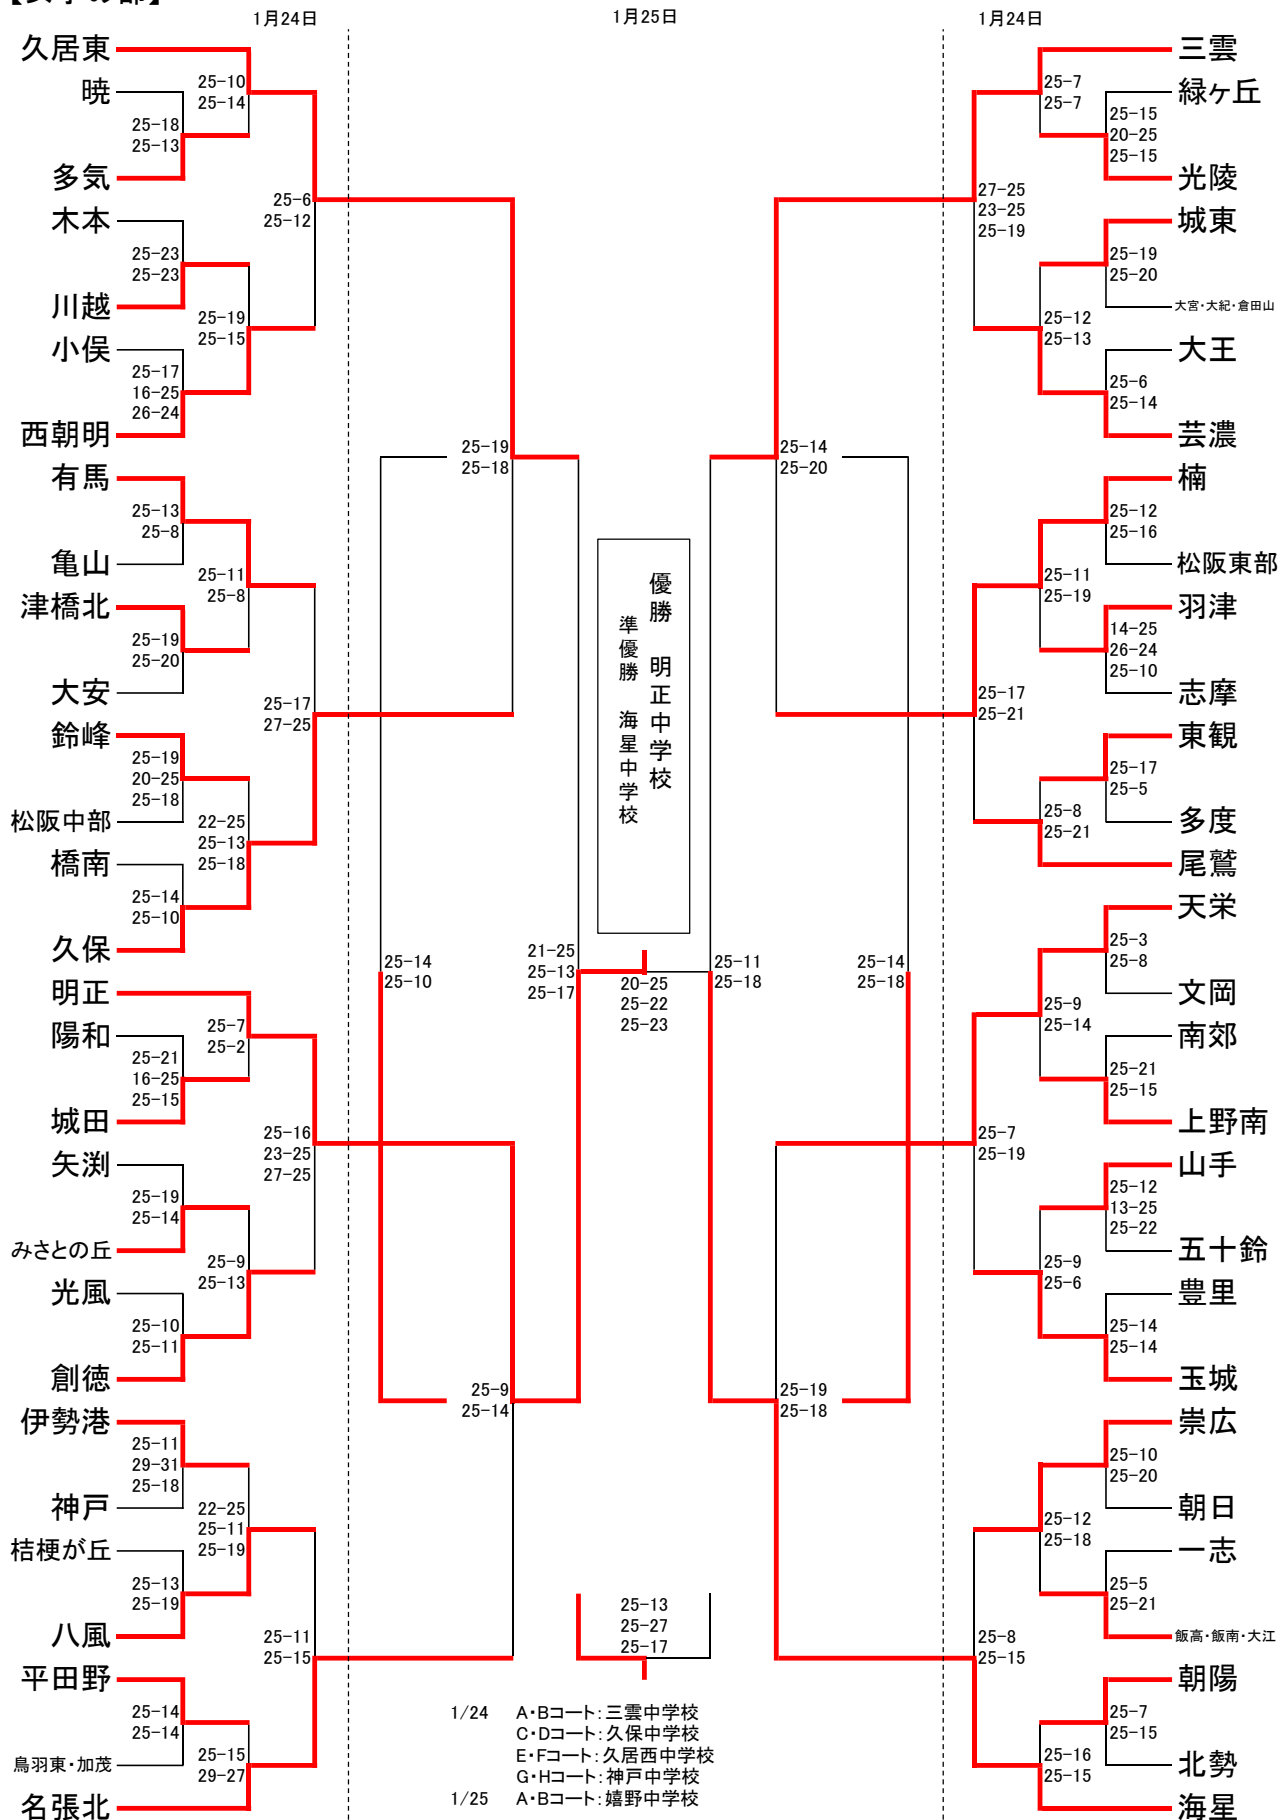 1月24日
1月25日
1月24日
久居東
暁
25-10
25-14
25-18
25-13
多気
木本
25-6
25-12
25-23
25-23
川越
小俣
25-19
25-15
25-17
16-25
26-24
西朝明
有馬
25-19
25-18
25-13
25-8
亀山
津橋北
25-11
25-8
25-19
25-20
大安
鈴峰
25-17
27-25
25-19
20-25
25-18
松阪中部
橋南
22-25
25-13
25-18
25-14
25-10
久保
明正
25-14
25-10
21-25
25-13
25-17
陽和
25-7
25-2
25-21
16-25
25-15
城田
矢渕
25-16
23-25
27-25
25-19
25-14
みさとの丘
光風
25-9
25-13
25-10
25-11
創徳
伊勢港
25-9
25-14
25-11
29-31
25-18
神戸
桔梗が丘
22-25
25-11
25-19
25-13
25-19
八風
平田野
25-11
25-15
25-14
25-14
鳥羽東・加茂
25-15
29-27
名張北
優勝 明正中学校
準優勝 海星中学校
20-25
25-22
25-23
25-13
25-27
25-17
1/24 A・Bコート:三雲中学校
C・Dコート:久保中学校
E・Fコート:久居西中学校
G・Hコート:神戸中学校
1/25 A・Bコート:嬉野中学校
三雲
緑ヶ丘
25-7
25-7
25-15
20-25
25-15
光陵
城東
27-25
23-25
25-19
25-19
25-20
大宮・大紀・倉田山
大王
25-12
25-13
25-6
25-14
芸濃
楠
25-14
25-20
25-12
25-16
松阪東部
羽津
25-11
25-19
14-25
26-24
25-10
志摩
東観
25-17
25-21
25-17
25-5
多度
25-8
25-21
尾鷲
天栄
25-11
25-18
25-14
25-18
25-3
25-8
文岡
南郊
25-9
25-14
25-21
25-15
上野南
山手
25-7
25-19
25-12
13-25
25-22
五十鈴
豊里
25-9
25-6
25-14
25-14
玉城
崇広
25-19
25-18
25-10
25-20
朝日
一志
25-12
25-18
25-5
25-21
飯高・飯南・大江
朝陽
25-8
25-15
25-7
25-15
北勢
25-16
25-15
海星